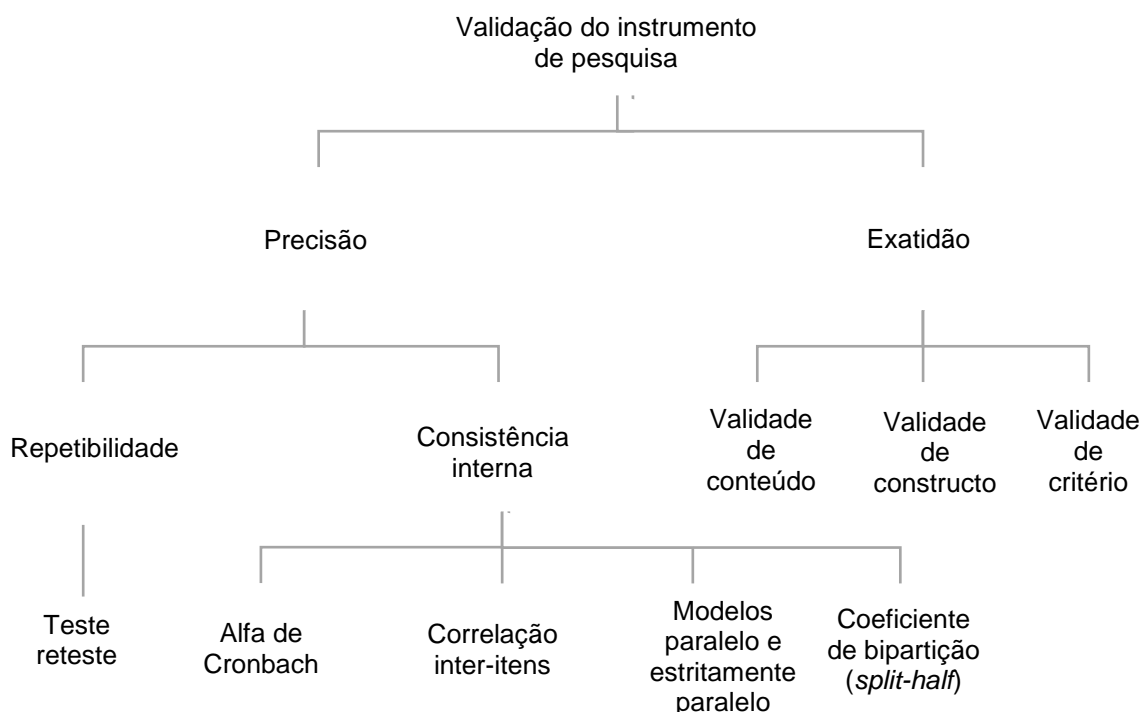 Validação do instrumento
de pesquisa
Precisão
Exatidão
Repetibilidade
Consistência
interna
Validade
de
conteúdo
Validade
de
constructo
Validade
de
critério
Teste
reteste
Alfa de
Cronbach
Correlação
inter-itens
Modelos
paralelo e
estritamente
paralelo
Coeficiente
de bipartição
(split-half)